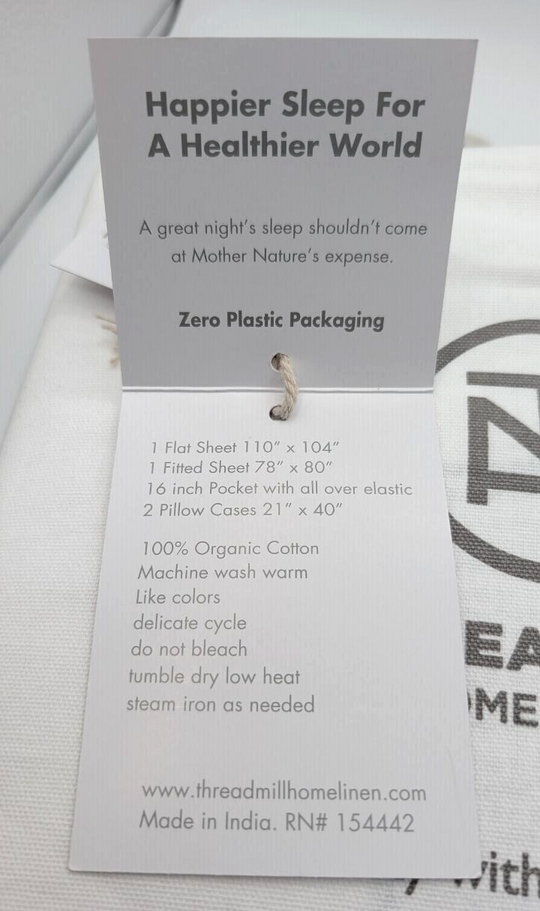 Happier Sleep For
A Healthier World
A great night's sleep shouldn't come
at Mother Nature's expense.
Zero Plastic Packaging
1 Flat Sheet 110" x 104"
1 Fitted Sheet 78" x 80"
16 inch Pocket with all over elastic
2 Pillow Cases 21" x 40"
100% Organic Cotton
Machine wash warm
Like colors
delicate cycle
do not bleach
tumble dry low heat
steam iron as needed
www.threadmillhomelinen.com
Made in India. RN# 154442
EA
OME
with